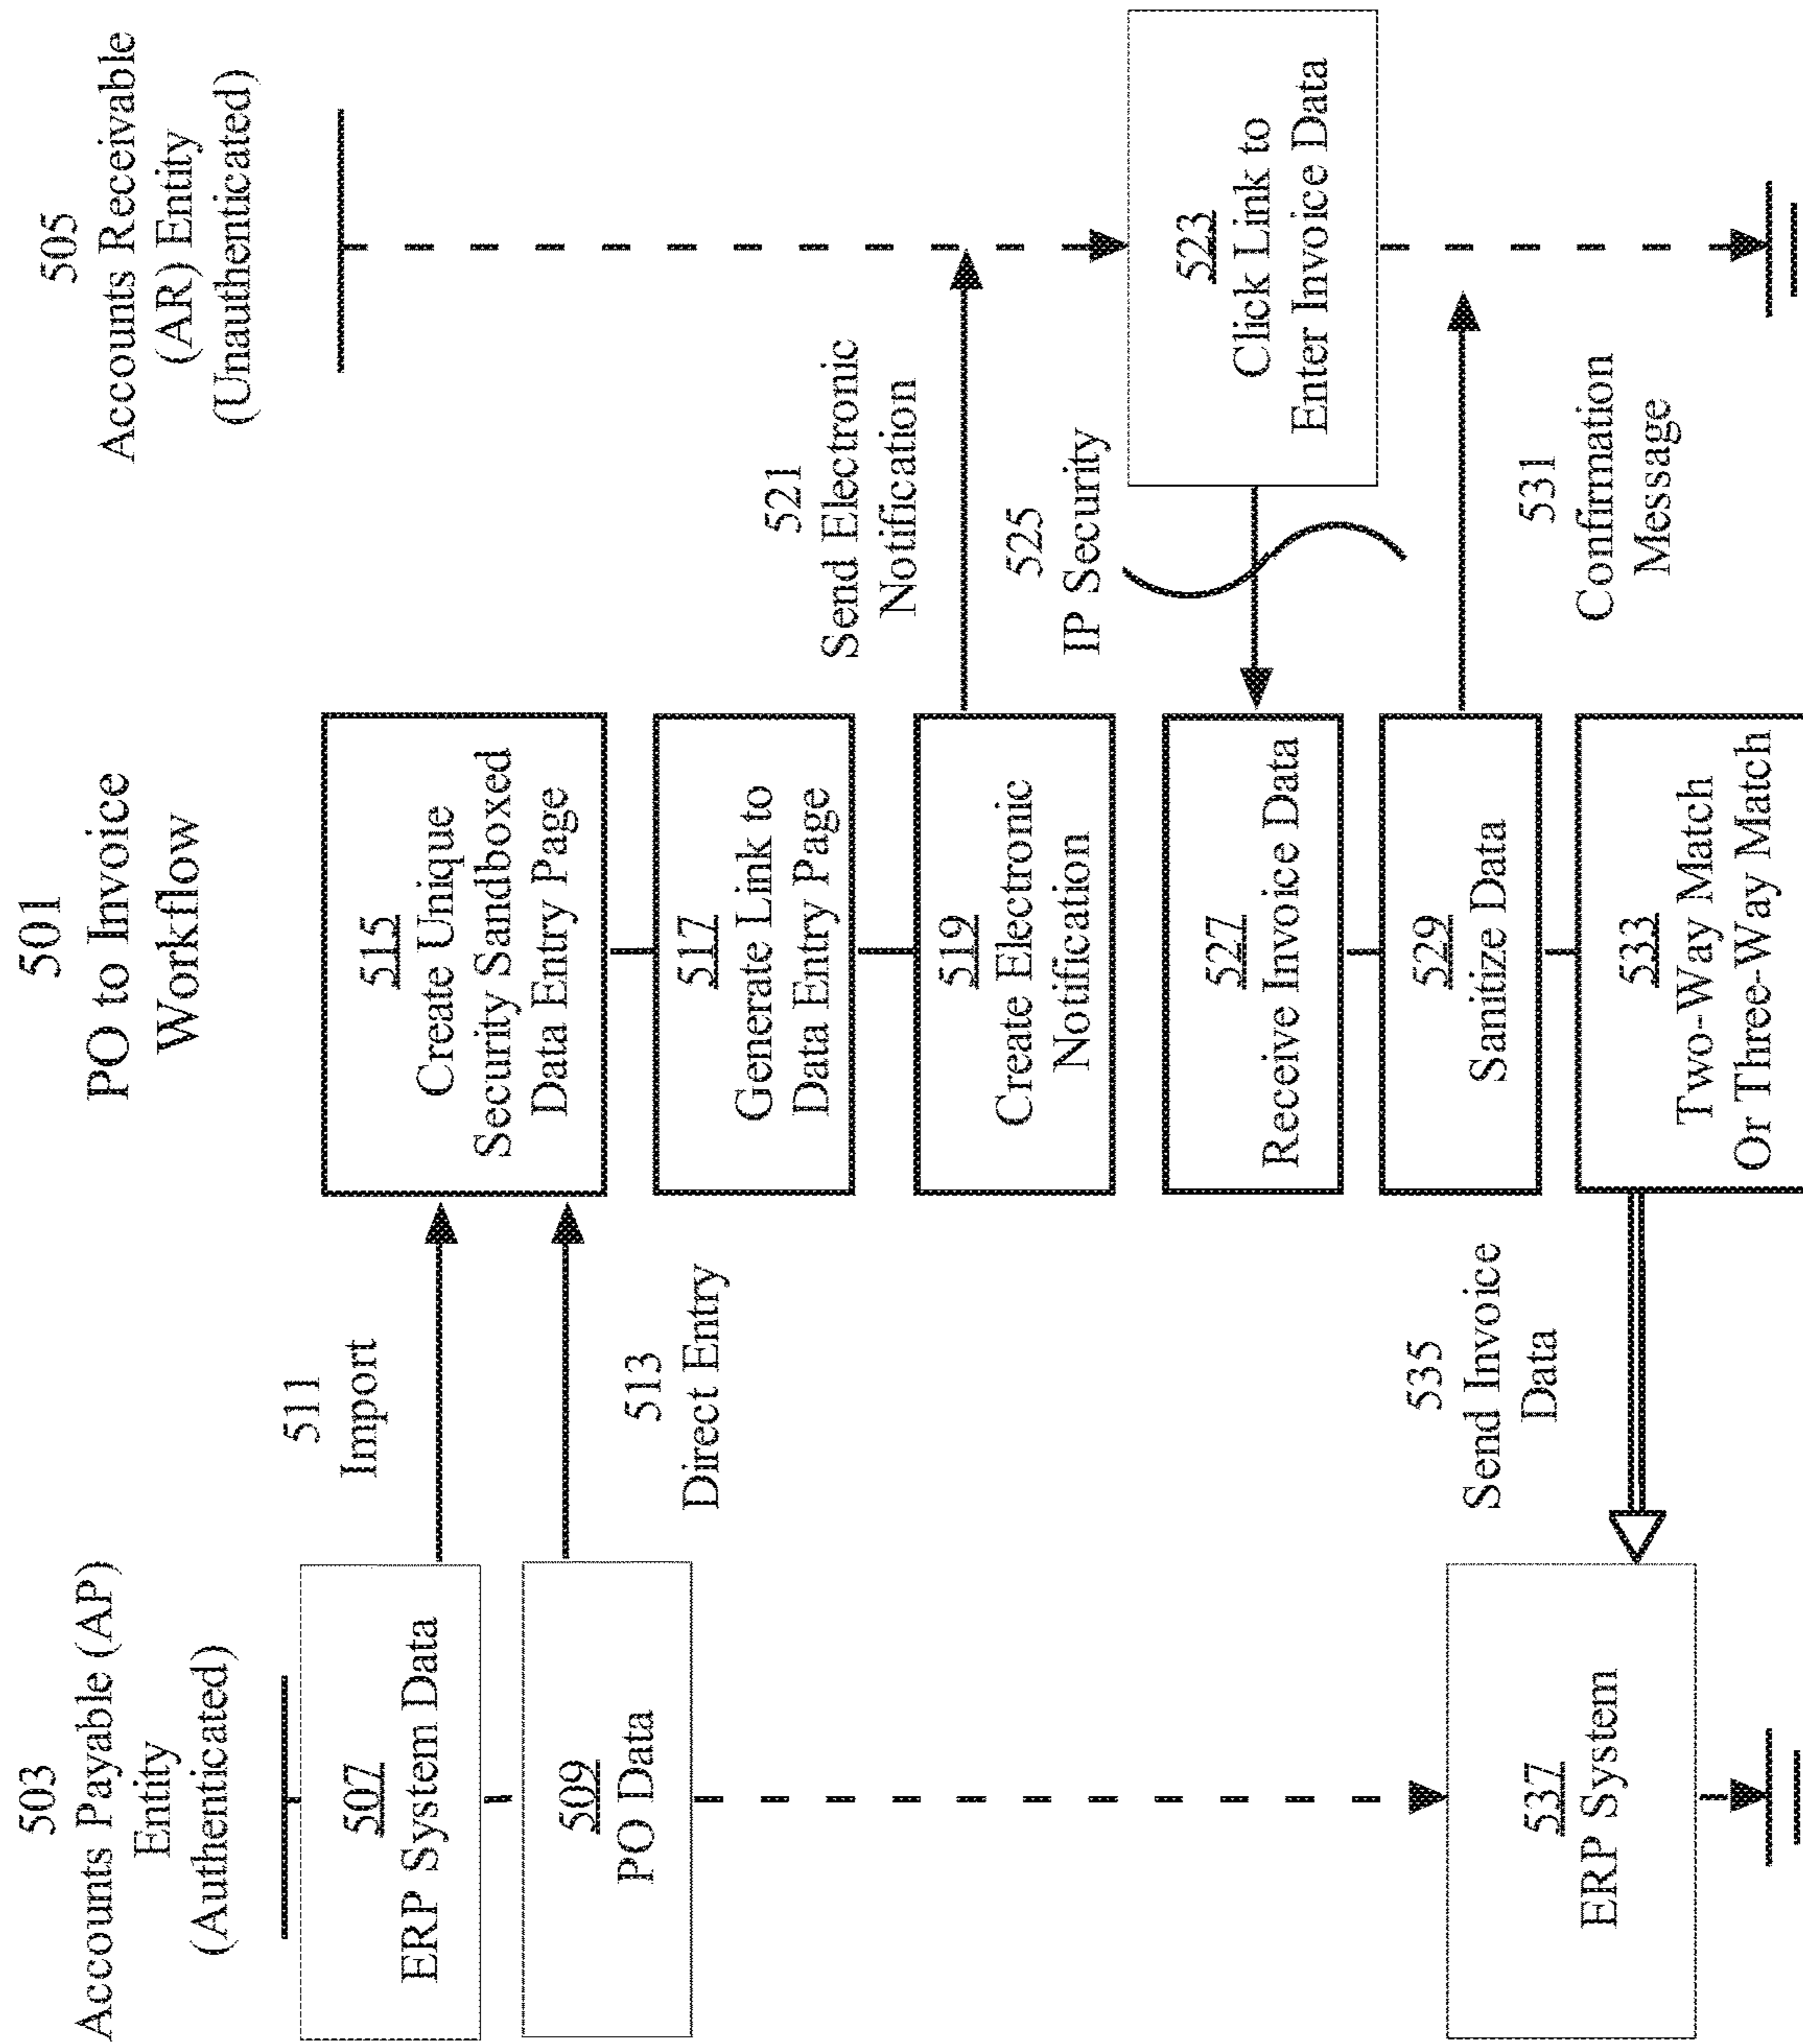 503
Accounts Payable (AP)
Entity
(Authenticated)
501
PO to Invoice
Workflow
505
Accounts Receivable
(AR) Entity
(Unauthenticated)
507
ERP System Data
511
Import
509
PO Data
513
Direct Entry
515
Create Unique
Security Sandboxed
Data Entry Page
517
Generate Link to
Data Entry Page
519
Create Electronic
Notification
521
Send Electronic
Notification
523
Click Link to
Enter Invoice Data
525
IP Security
527
Receive Invoice Data
529
Sanitize Data
531
Confirmation
Message
533
Two-Way Match
Or Three-Way Match
535
Send Invoice
Data
537
ERP System